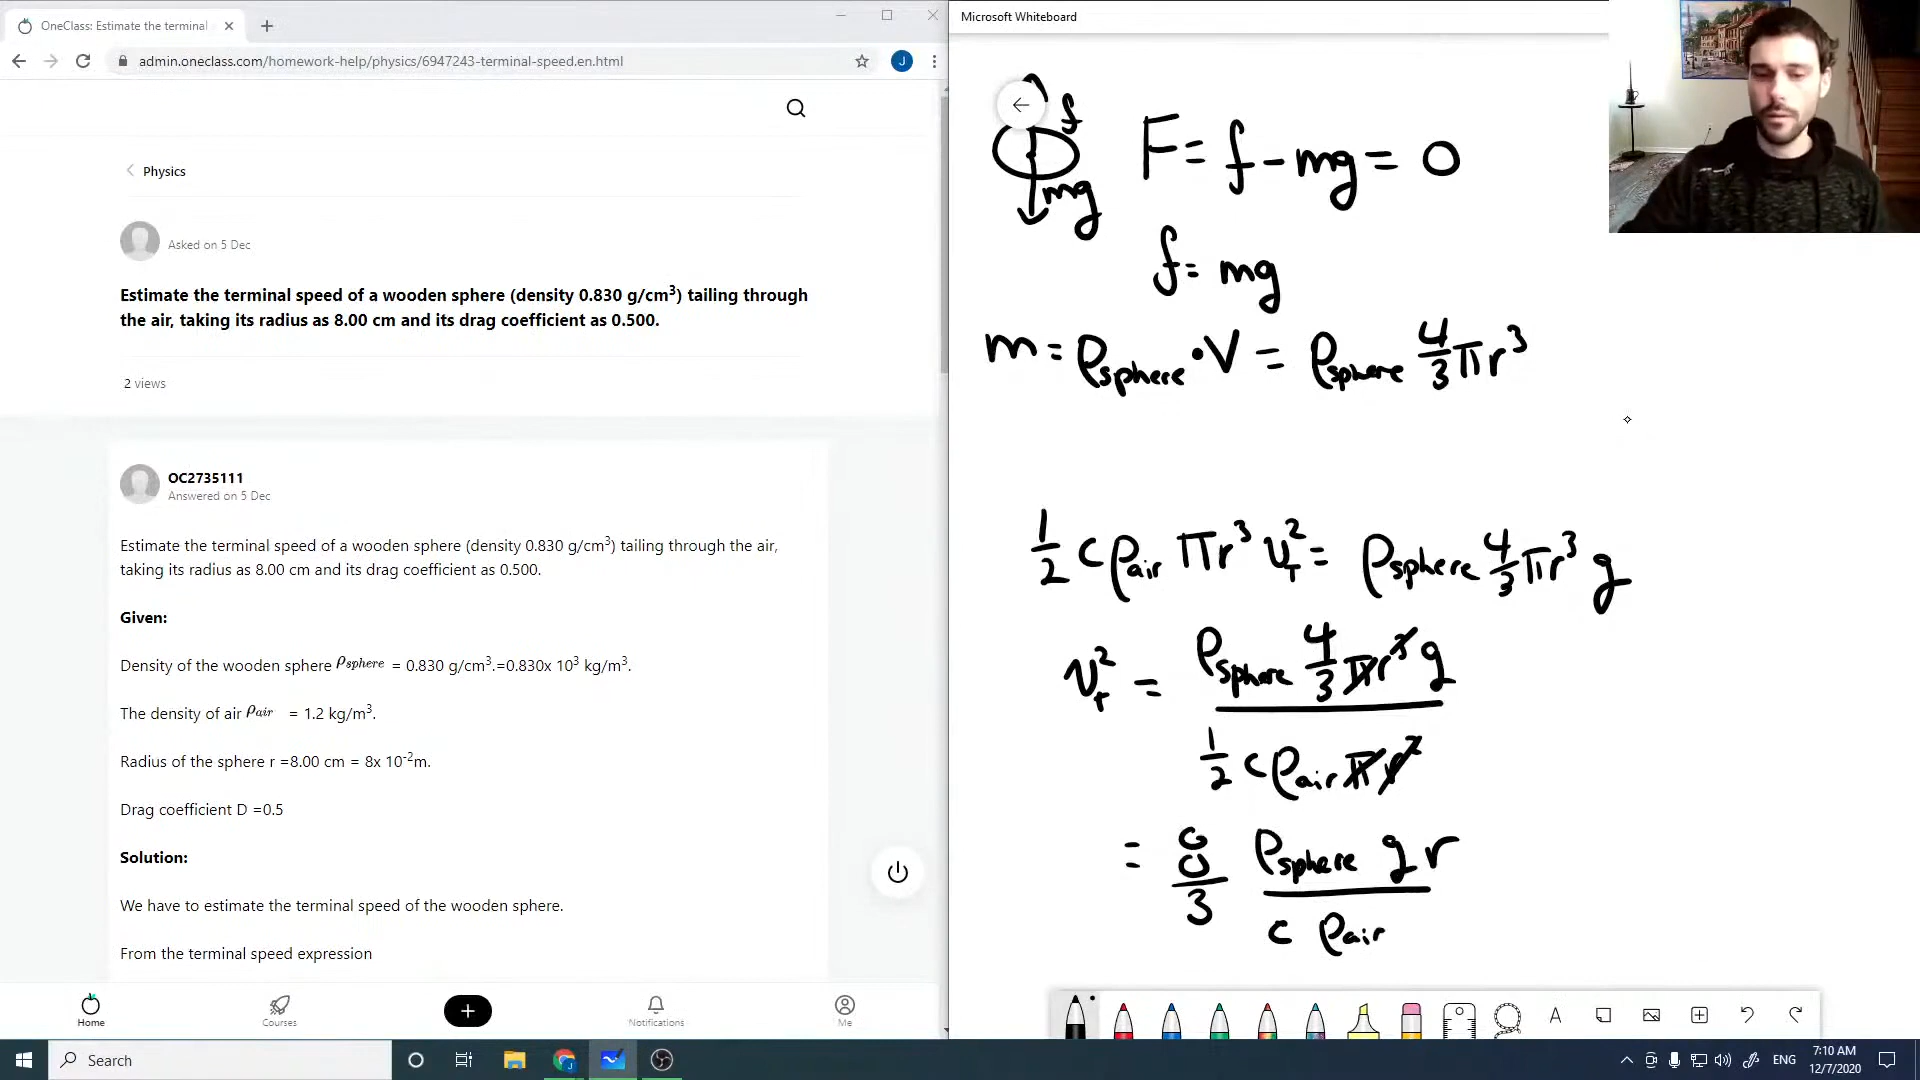 OneClass: Estimate the terminal
admin.oneclass.com/homework-help/physics/6947243-terminal-speed.en.html
J
Physics
Asked on 5 Dec
Estimate the terminal speed of a wooden sphere (density 0.830 g/cm³) tailing through
the air, taking its radius as 8.00 cm and its drag coefficient as 0.500.
2 views
OC2735111
Answered on 5 Dec
Estimate the terminal speed of a wooden sphere (density 0.830 g/cm³) tailing through the air,
taking its radius as 8.00 cm and its drag coefficient as 0.500.
Given:
Density of the wooden sphere ρsphere = 0.830 g/cm³.=0.830x 10³ kg/m³.
The density of air ρair = 1.2 kg/m³.
Radius of the sphere r =8.00 cm = 8x 10⁻²m.
Drag coefficient D =0.5
Solution:
We have to estimate the terminal speed of the wooden sphere.
From the terminal speed expression
Home
Courses
Notifications
Me
Microsoft Whiteboard
f
mg
F = f - mg = 0
f = mg
m = ρsphere · V = ρsphere 4/3 πr³
1/2 C ρair πr³ v_T² = ρsphere 4/3 πr³ g
v_T² = ρsphere 4/3 πr³ g
1/2 C ρair πr²
= 8/3 ρsphere g r
C ρair
Search
ENG
7:10 AM
12/7/2020